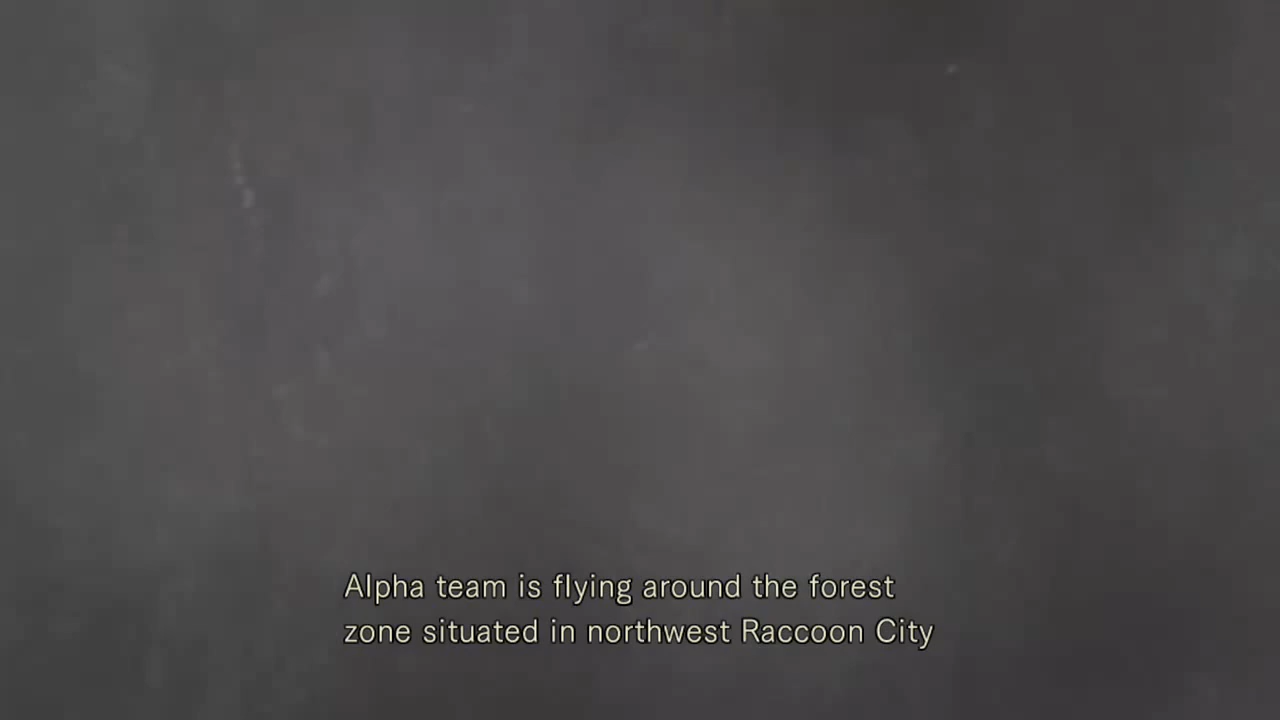 Alpha team is flying around the forest
zone situated in northwest Raccoon City